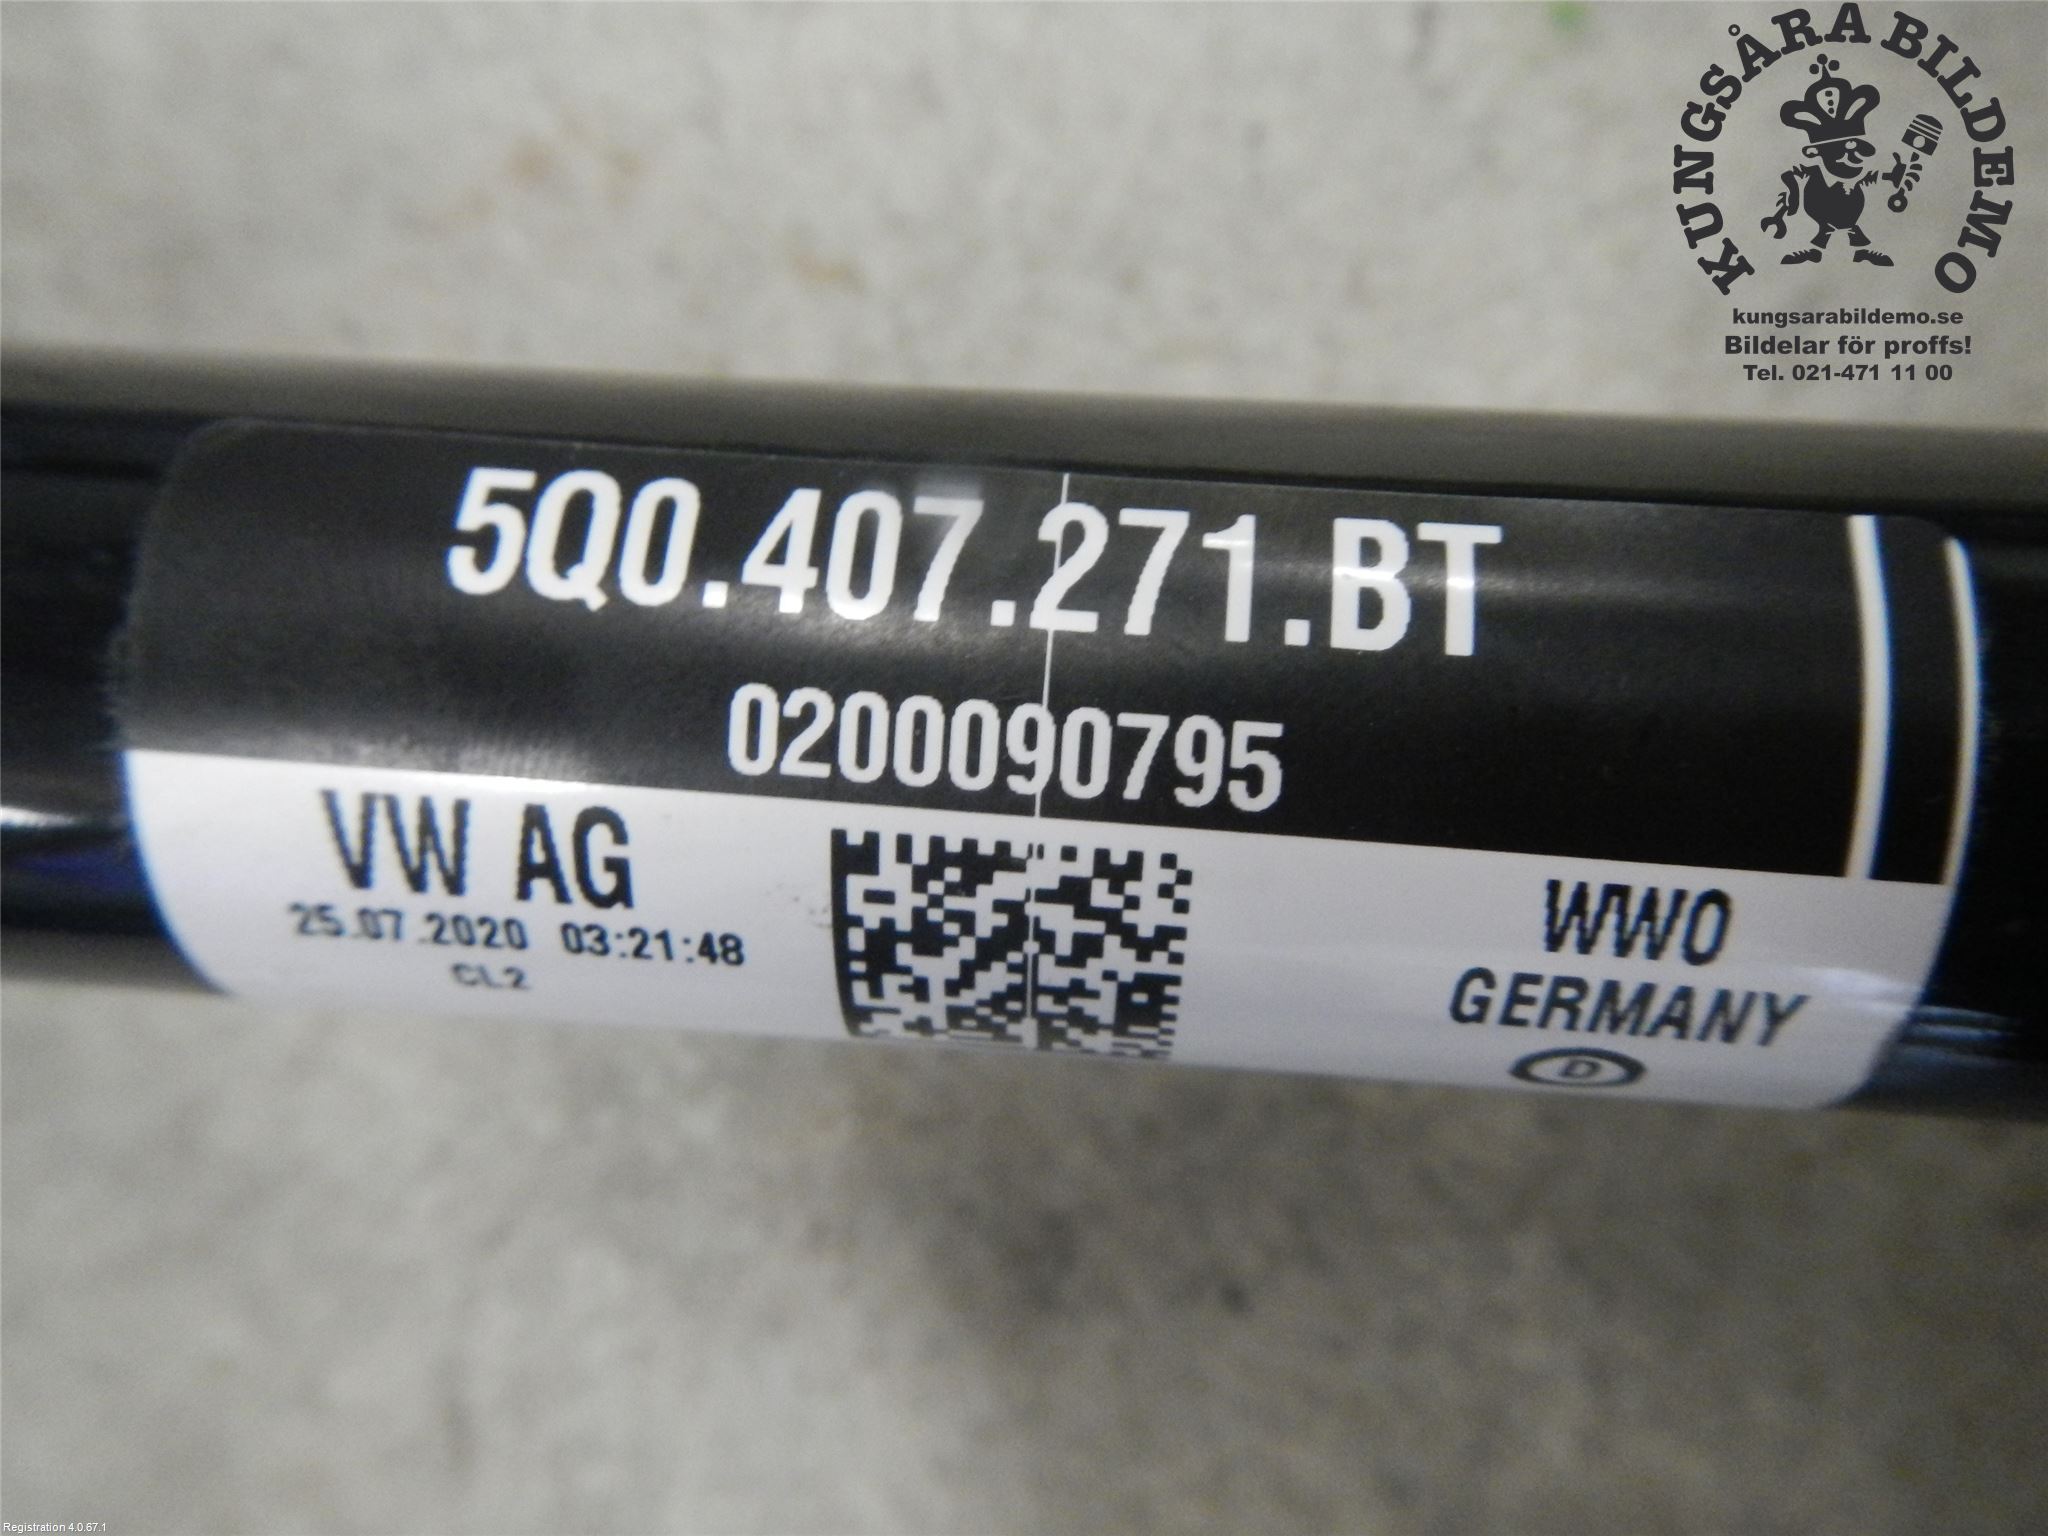 KUNGSÅRA BILDEMO
kungsarabildemo.se
Bildelar för proffs!
Tel. 021-471 11 00
5Q0.407.271.BT
0200090795
VW AG
25.07.2020 03:21:48
CL2
WWO
GERMANY
D
Registration 4.0.67.1